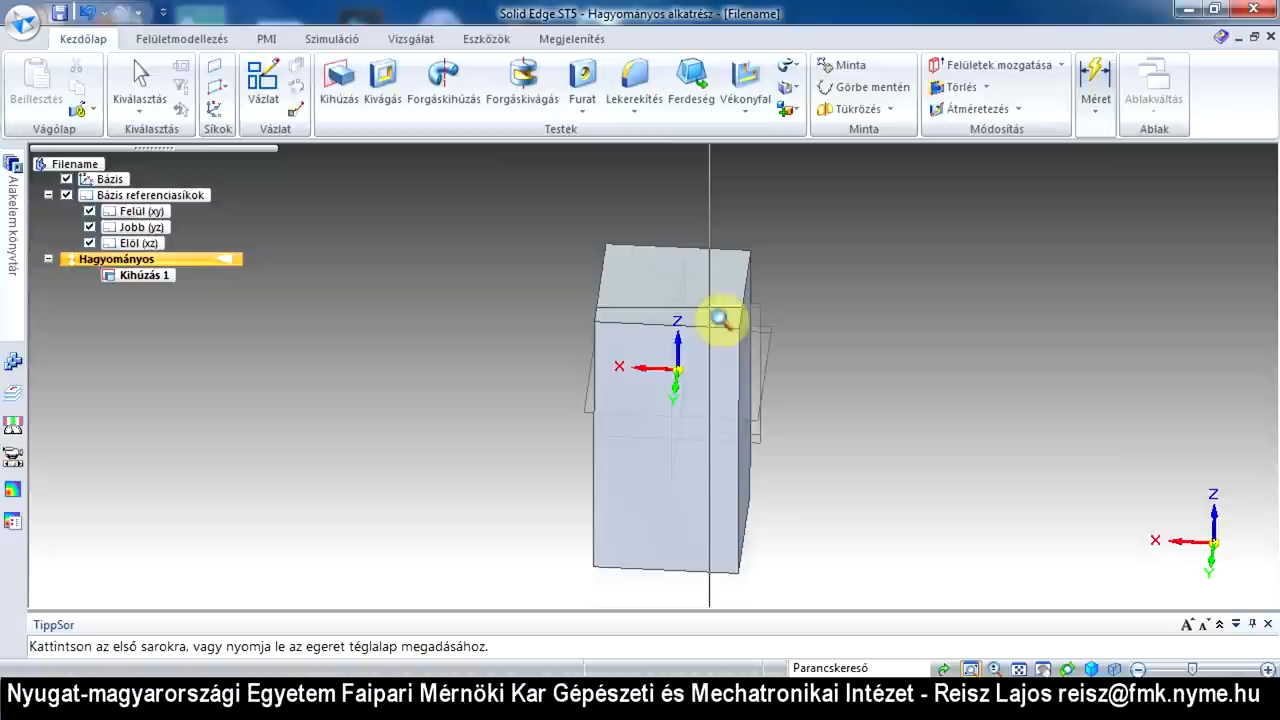 Solid Edge ST5 - Hagyományos alkatrész - [Filename]
Kezdőlap Felületmodellezés PMI Szimuláció Vizsgálat Eszközök Megjelenítés
Beillesztés
Vágólap
Kiválasztás
Kiválasztás
Síkok
Vázlat
Vázlat
Kihúzás Kivágás Forgáskihúzás Forgáskivágás Furat Lekerekítés Ferdeség Vékonyfal
Testek
Minta
Görbe mentén
Tükrözés
Minta
Felületek mozgatása
Törlés
Átméretezés
Módosítás
Méret
Ablakváltás
Ablak
Alakelem könyvtár
Filename
Bázis
Bázis referenciasíkok
Felül (xy)
Jobb (yz)
Elöl (xz)
Hagyományos
Kihúzás 1
Z
X
Y
Z
X
Y
TippSor
Kattintson az első sarokra, vagy nyomja le az egeret téglalap megadásához.
Parancskereső
Nyugat-magyarországi Egyetem Faipari Mérnöki Kar Gépészeti és Mechatronikai Intézet - Reisz Lajos reisz@fmk.nyme.hu